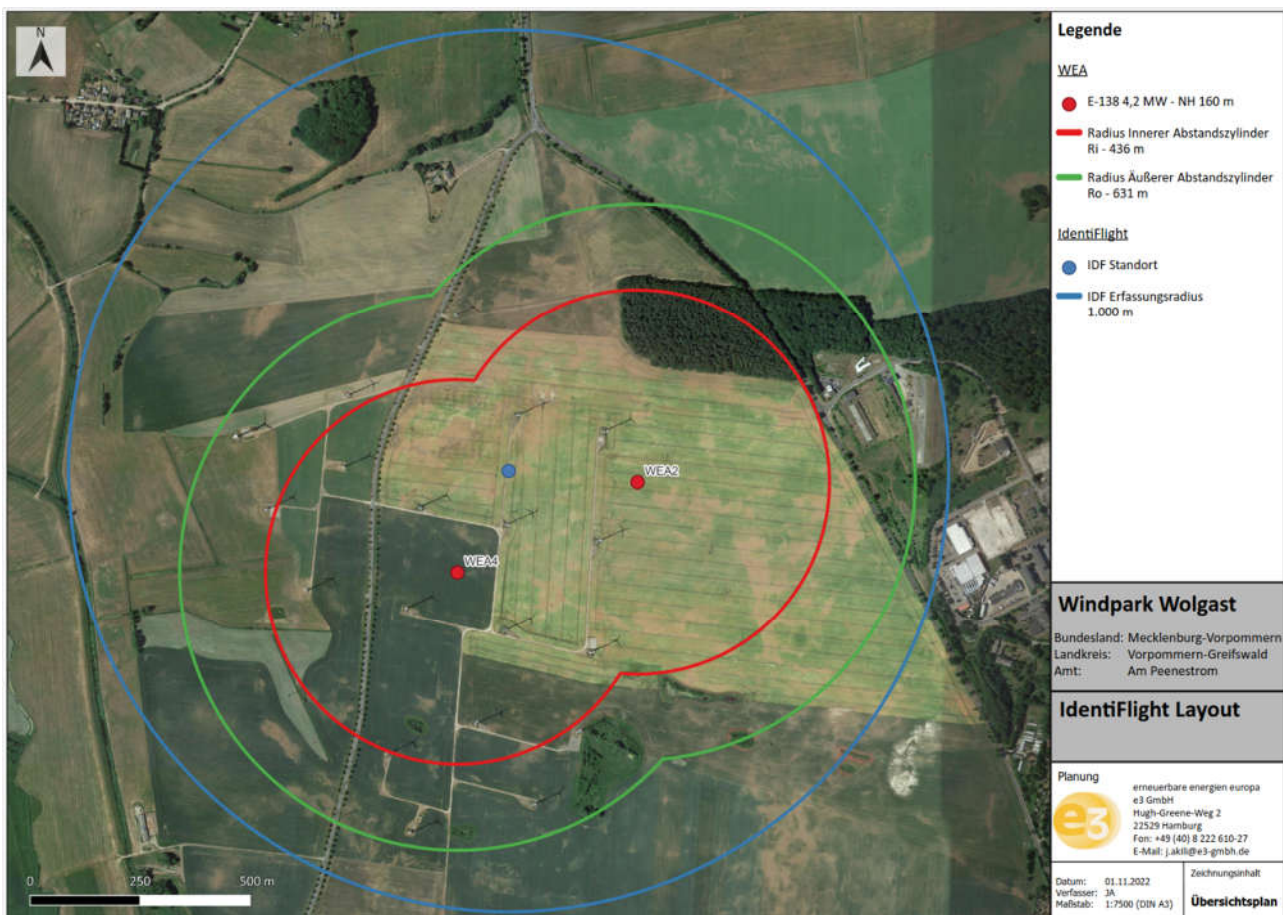 N
WEA2
WEA4
0 250 500 m
Legende
WEA
E-138 4,2 MW - NH 160 m
Radius Innerer Abstandszylinder
Ri - 436 m
Radius Äußerer Abstandszylinder
Ro - 631 m
IdentiFlight
IDF Standort
IDF Erfassungsradius
1.000 m
Windpark Wolgast
Bundesland: Mecklenburg-Vorpommern
Landkreis: Vorpommern-Greifswald
Amt: Am Peenestrom
IdentiFlight Layout
Planung
e3
erneuerbare energien europa
e3 GmbH
Hugh-Greene-Weg 2
22529 Hamburg
Fon: +49 (40) 8 222 610-27
E-Mail: j.akili@e3-gmbh.de
Datum: 01.11.2022
Verfasser: JA
Maßstab: 1:7500 (DIN A3)
Zeichnungsinhalt
Übersichtsplan